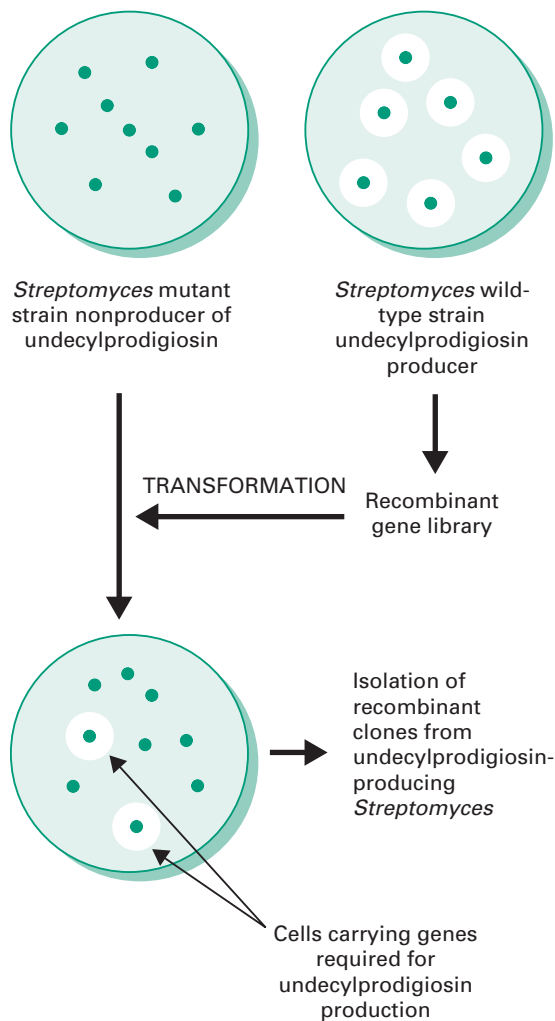 Streptomyces mutant
strain nonproducer of
undecylprodigiosin
Streptomyces wild-
type strain
undecylprodigiosin
producer
TRANSFORMATION
Recombinant
gene library
Isolation of
recombinant
clones from
undecylprodigiosin-
producing
Streptomyces
Cells carrying genes
required for
undecylprodigiosin
production